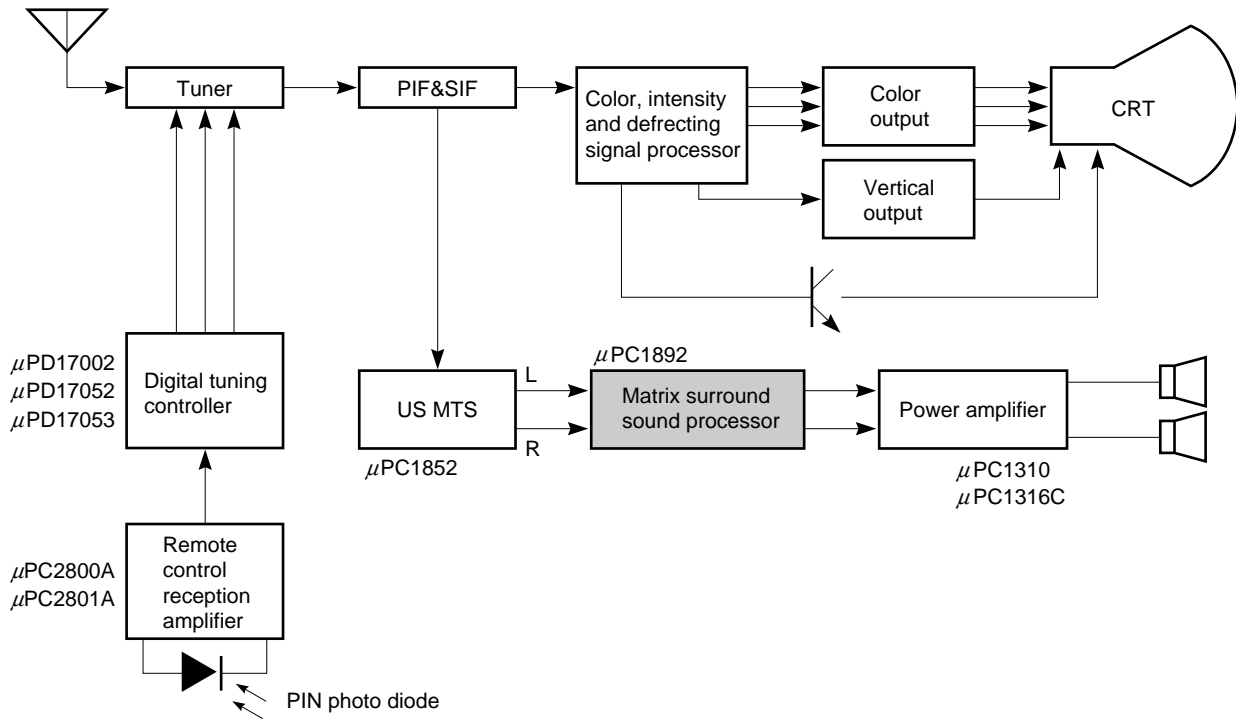 Tuner
PIF&SIF
Color, intensity
and defrecting
signal processor
Color
output
CRT
Vertical
output
μPD17002
μPD17052
μPD17053
Digital tuning
controller
US MTS
μPC1852
L
R
μPC1892
Matrix surround
sound processor
Power amplifier
μPC1310
μPC1316C
μPC2800A
μPC2801A
Remote
control
reception
amplifier
PIN photo diode